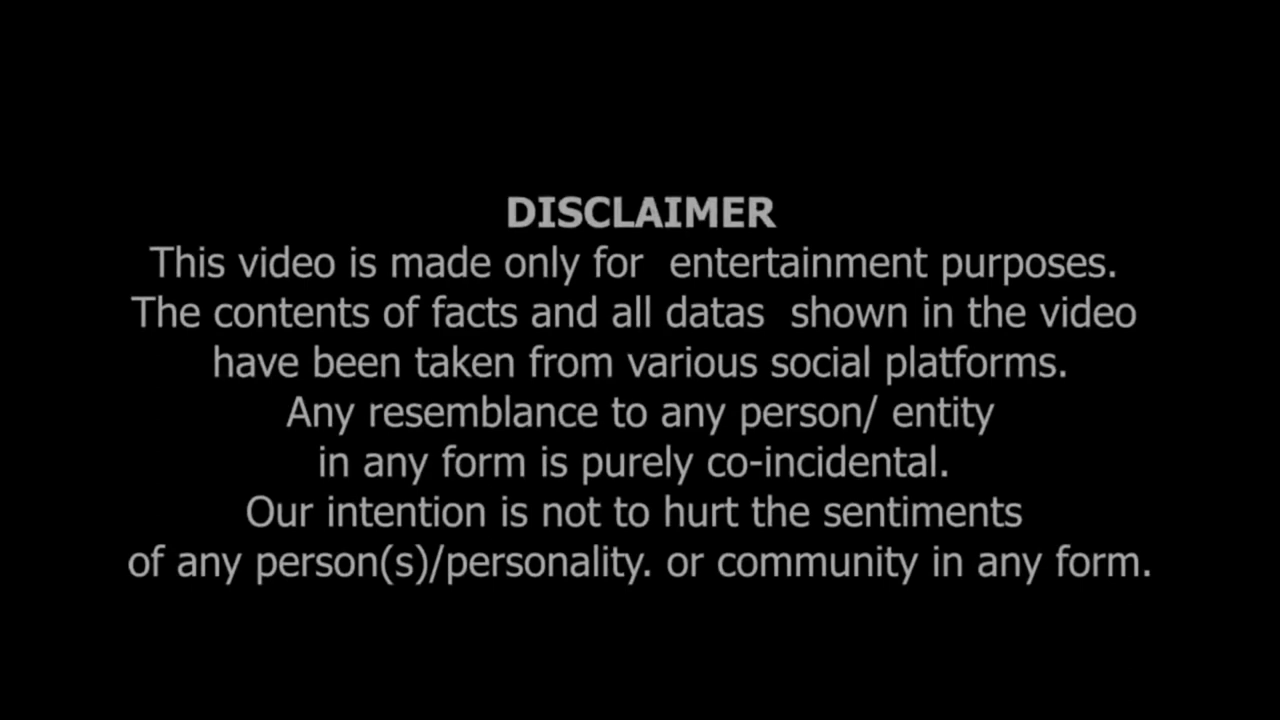 DISCLAIMER
This video is made only for  entertainment purposes.
The contents of facts and all datas  shown in the video
have been taken from various social platforms.
Any resemblance to any person/ entity
in any form is purely co-incidental.
Our intention is not to hurt the sentiments
of any person(s)/personality. or community in any form.